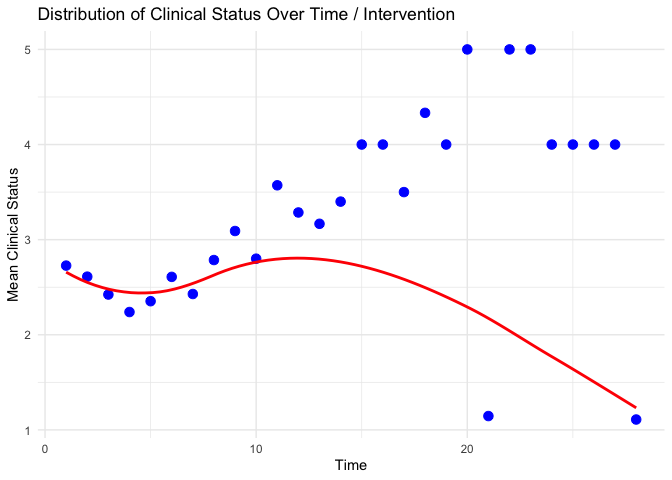 Distribution of Clinical Status Over Time / Intervention
Mean Clinical Status
5
4
3
2
1
0
10
20
Time